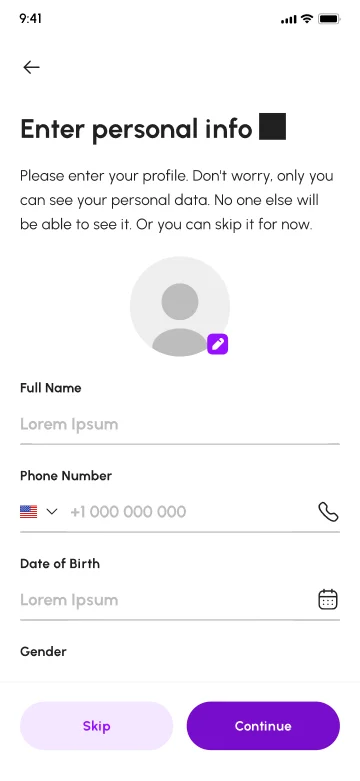 9:41
Enter personal info
Please enter your profile. Don't worry, only you
can see your personal data. No one else will
be able to see it. Or you can skip it for now.
Full Name
Lorem Ipsum
Phone Number
+1 000 000 000
Date of Birth
Lorem Ipsum
Gender
Skip
Continue